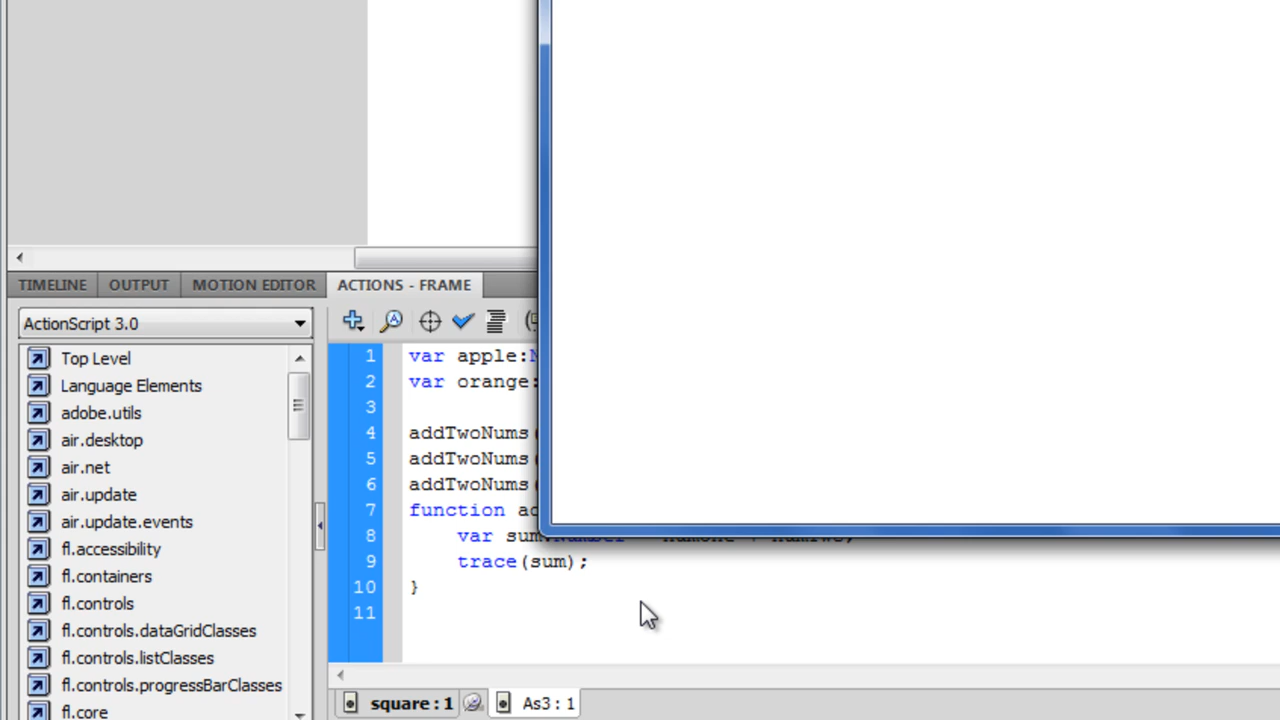 TIMELINE OUTPUT MOTION EDITOR ACTIONS - FRAME
ActionScript 3.0
Top Level
Language Elements
adobe.utils
air.desktop
air.net
air.update
air.update.events
fl.accessibility
fl.containers
fl.controls
fl.controls.dataGridClasses
fl.controls.listClasses
fl.controls.progressBarClasses
fl.core
1 var apple:
2 var orange:
3
4 addTwoNums
5 addTwoNums
6 addTwoNums
7 function ad
8 var sum:Number
9 trace(sum);
10 }
11
square : 1 As3 : 1